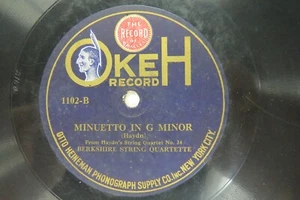 THE
RECORD
OKEH
RECORD
1102-B
MINUETTO IN G MINOR
(Haydn)
From Haydn's String Quartet No.
BERKSHIRE STRING QUARTETTE
OTTO HEINEMAN PHONOGRAPH SUPPLY CO. INC. NEW YORK CITY.